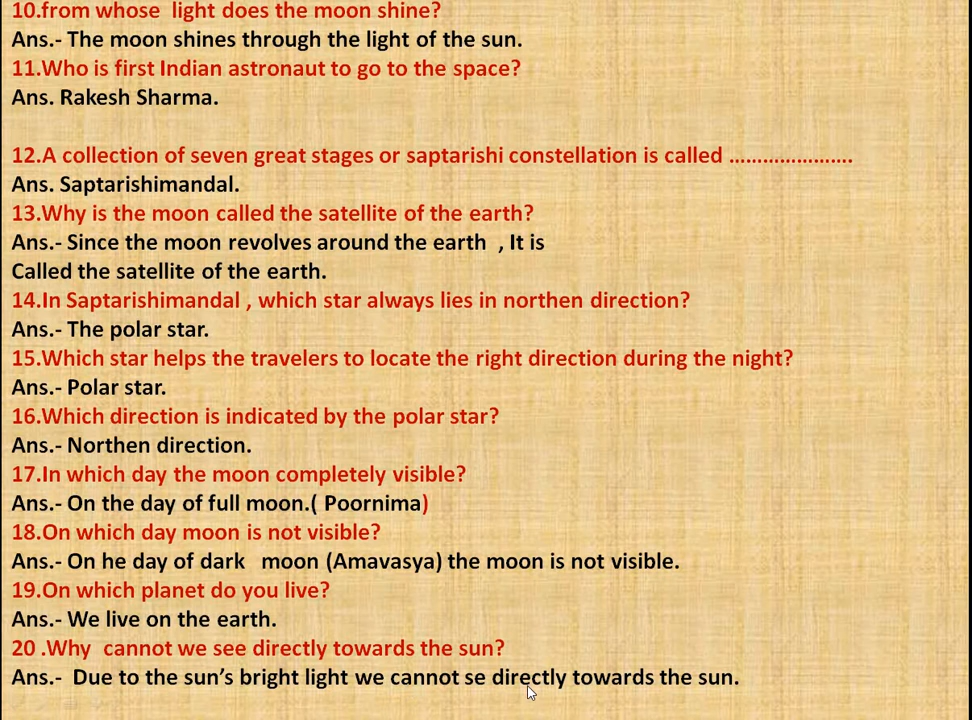 10.from whose light does the moon shine?
Ans.- The moon shines through the light of the sun.
11.Who is first Indian astronaut to go to the space?
Ans. Rakesh Sharma.
12.A collection of seven great stages or saptarishi constellation is called ......................
Ans. Saptarishimandal.
13.Why is the moon called the satellite of the earth?
Ans.- Since the moon revolves around the earth , It is
Called the satellite of the earth.
14.In Saptarishimandal , which star always lies in northen direction?
Ans.- The polar star.
15.Which star helps the travelers to locate the right direction during the night?
Ans.- Polar star.
16.Which direction is indicated by the polar star?
Ans.- Northen direction.
17.In which day the moon completely visible?
Ans.- On the day of full moon.( Poornima)
18.On which day moon is not visible?
Ans.- On he day of dark moon (Amavasya) the moon is not visible.
19.On which planet do you live?
Ans.- We live on the earth.
20 .Why cannot we see directly towards the sun?
Ans.- Due to the sun’s bright light we cannot se directly towards the sun.